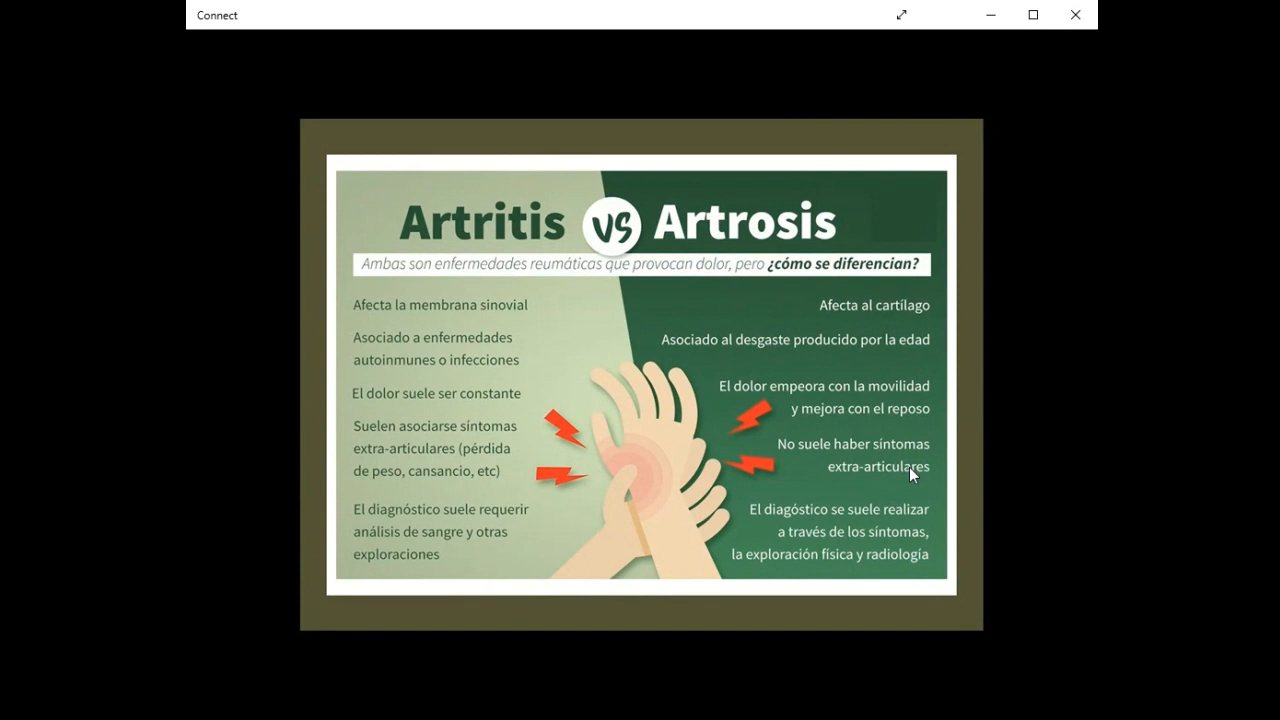 Connect
Artritis vs Artrosis
Ambas son enfermedades reumáticas que provocan dolor, pero ¿cómo se diferencian?
Afecta la membrana sinovial
Asociado a enfermedades
autoinmunes o infecciones
El dolor suele ser constante
Suelen asociarse síntomas
extra-articulares (pérdida
de peso, cansancio, etc)
El diagnóstico suele requerir
análisis de sangre y otras
exploraciones
Afecta al cartílago
Asociado al desgaste producido por la edad
El dolor empeora con la movilidad
y mejora con el reposo
No suele haber síntomas
extra-articulares
El diagóstico se suele realizar
a través de los síntomas,
la exploración física y radiología